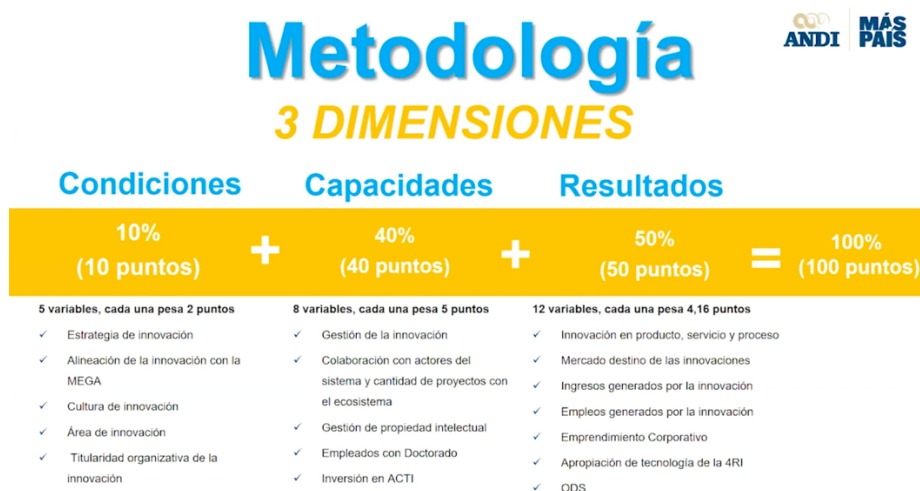 Metodología
ANDI
MÁS
PAÍS
3 DIMENSIONES
Condiciones
10%
(10 puntos)
+
Capacidades
40%
(40 puntos)
+
Resultados
50%
(50 puntos)
=
100%
(100 puntos)
5 variables, cada una pesa 2 puntos
✓ Estrategia de innovación
✓ Alineación de la innovación con la
MEGA
✓ Cultura de innovación
✓ Área de innovación
✓ Titularidad organizativa de la
innovación
8 variables, cada una pesa 5 puntos
✓ Gestión de la innovación
✓ Colaboración con actores del
sistema y cantidad de proyectos con
el ecosistema
✓ Gestión de propiedad intelectual
✓ Empleados con Doctorado
✓ Inversión en ACTI
12 variables, cada una pesa 4,16 puntos
✓ Innovación en producto, servicio y proceso
✓ Mercado destino de las innovaciones
✓ Ingresos generados por la innovación
✓ Empleos generados por la innovación
✓ Emprendimiento Corporativo
✓ Apropiación de tecnología de la 4RI
✓ ODS